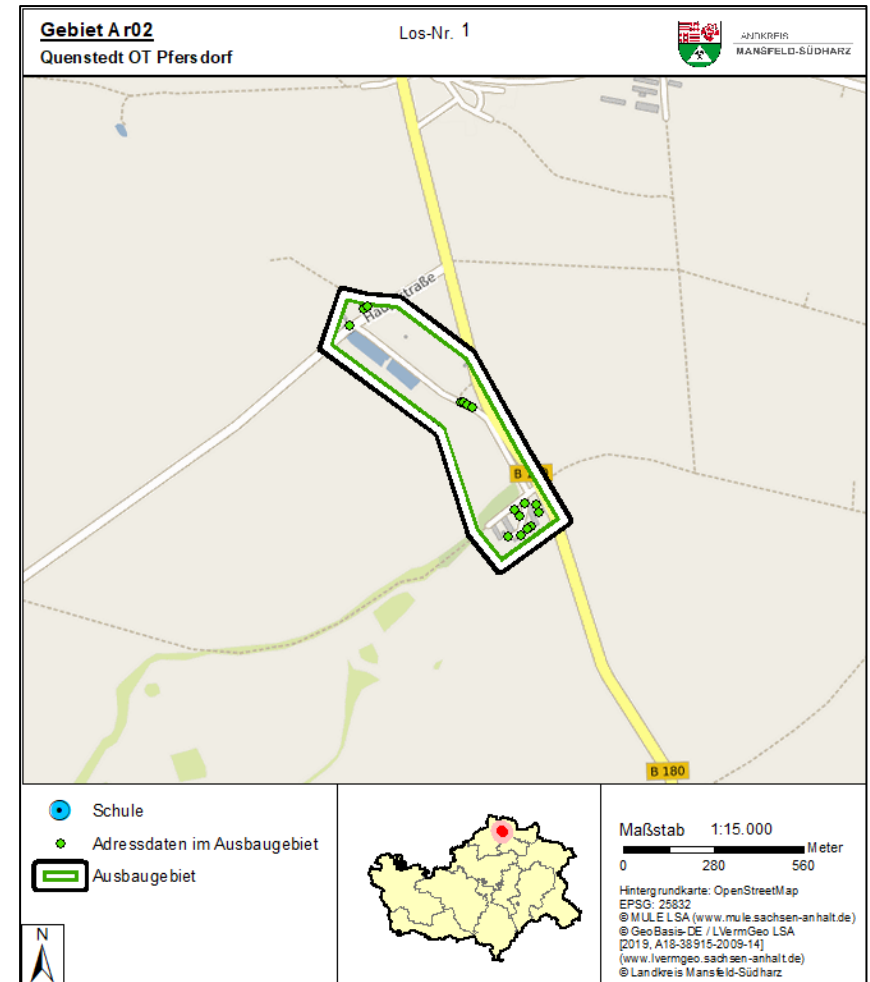 Gebiet Ar02
Quenstedt OT Pfersdorf
Los-Nr. 1
ANDKREIS
MANSFELD-SÜDHARZ
B 180
Schule
Adressdaten im Ausbaugebiet
Ausbaugebiet
N
Maßstab 1:15.000
Meter
0 280 560
Hintergrundkarte: OpenStreetMap
EPSG: 25832
© MULE LSA (www.mule.sachsen-anhalt.de)
© GeoBasis-DE / LVermGeo LSA
[2019, A18-38915-2009-14]
(www.lvermgeo.sachsen-anhalt.de)
© Landkreis Mansfeld-Südharz